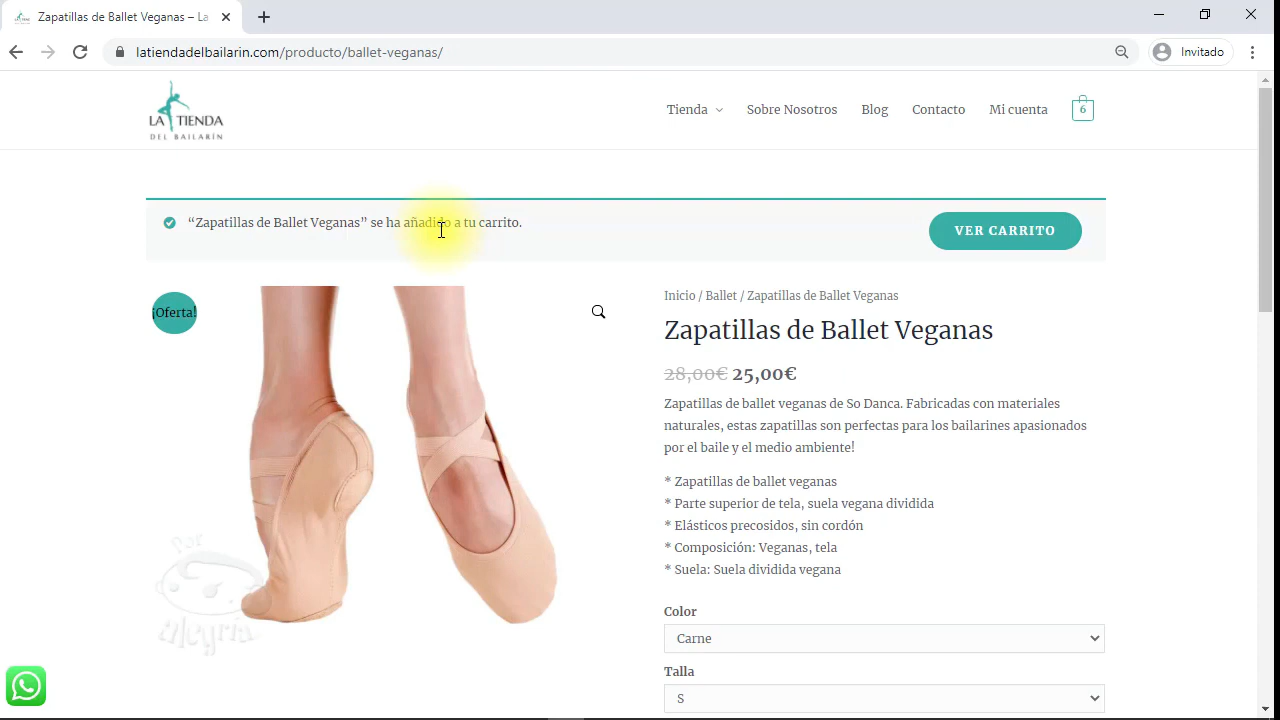 Zapatillas de Ballet Veganas – La
latiendadelbailarin.com/producto/ballet-veganas/
Invitado
LA TIENDA
DEL BAILARÍN
Tienda
Sobre Nosotros
Blog
Contacto
Mi cuenta
6
“Zapatillas de Ballet Veganas” se ha añadido a tu carrito.
VER CARRITO
¡Oferta!
Inicio / Ballet / Zapatillas de Ballet Veganas
Zapatillas de Ballet Veganas
28,00€ 25,00€
Zapatillas de ballet veganas de So Danca. Fabricadas con materiales
naturales, estas zapatillas son perfectas para los bailarines apasionados
por el baile y el medio ambiente!
* Zapatillas de ballet veganas
* Parte superior de tela, suela vegana dividida
* Elásticos precosidos, sin cordón
* Composición: Veganas, tela
* Suela: Suela dividida vegana
Color
Carne
Talla
S
Por
alegría